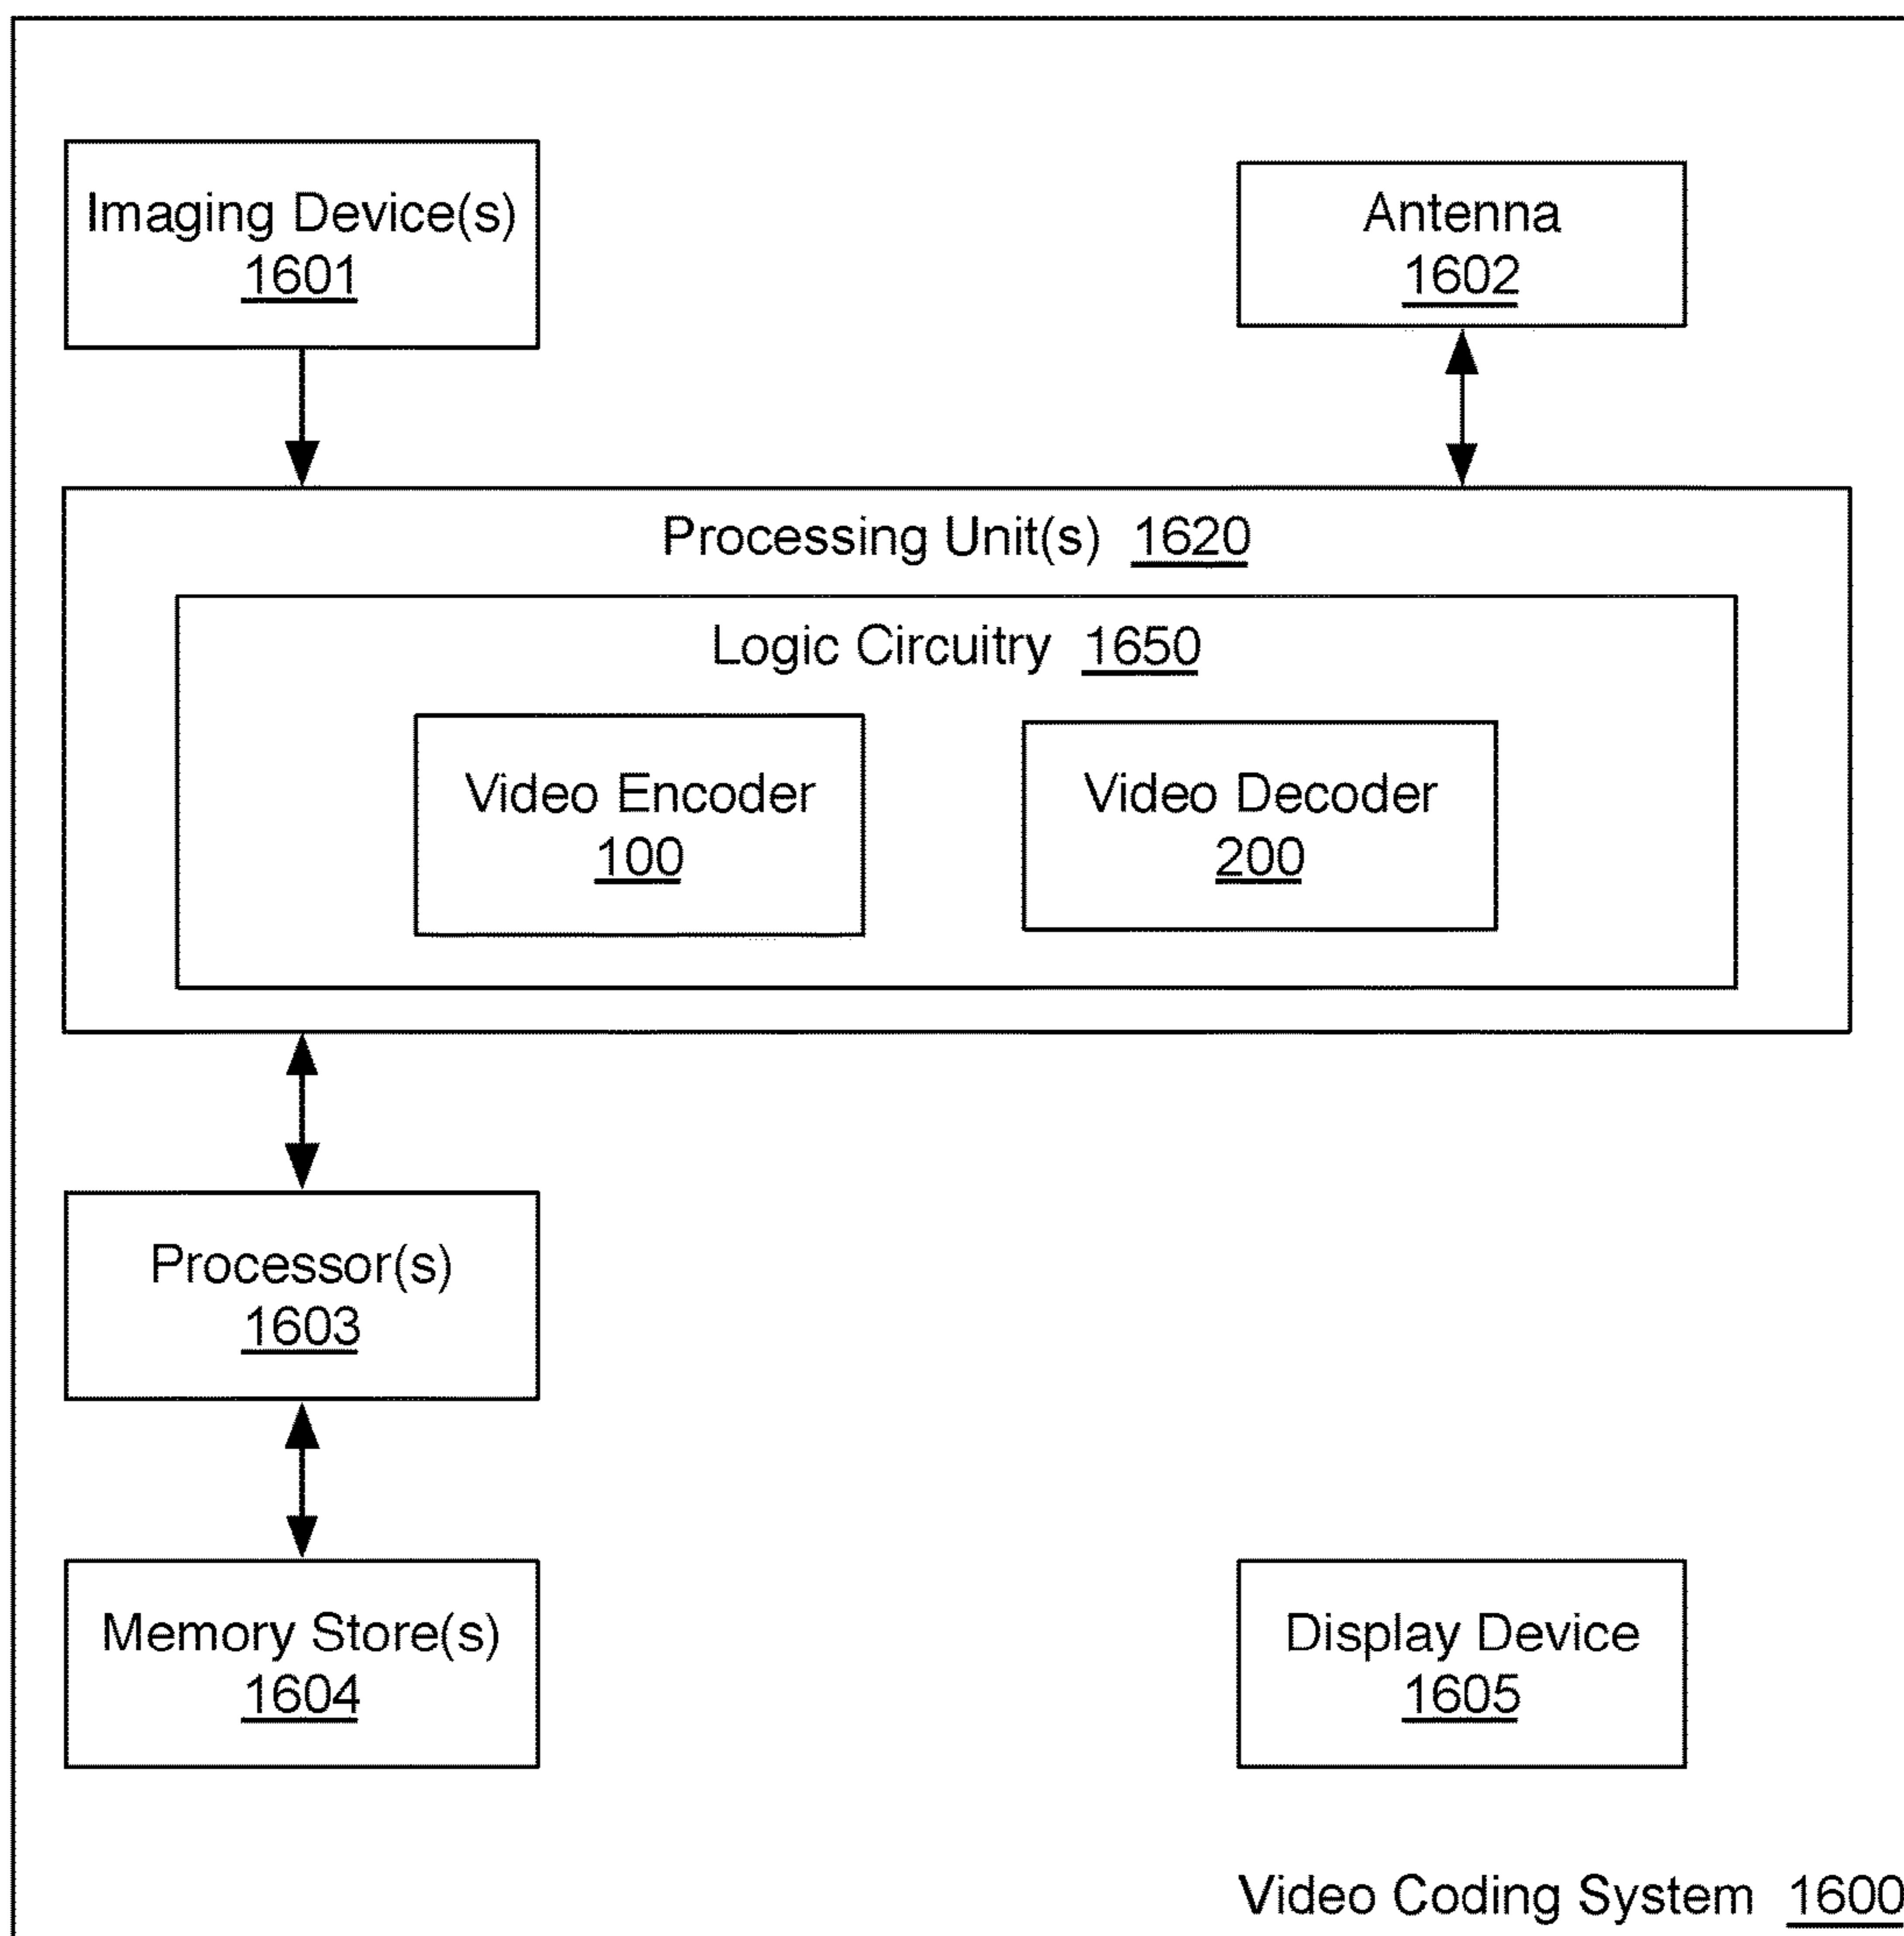 Imaging Device(s)
1601
Antenna
1602
Processing Unit(s) 1620
Logic Circuitry 1650
Video Encoder
100
Video Decoder
200
Processor(s)
1603
Memory Store(s)
1604
Display Device
1605
Video Coding System 1600